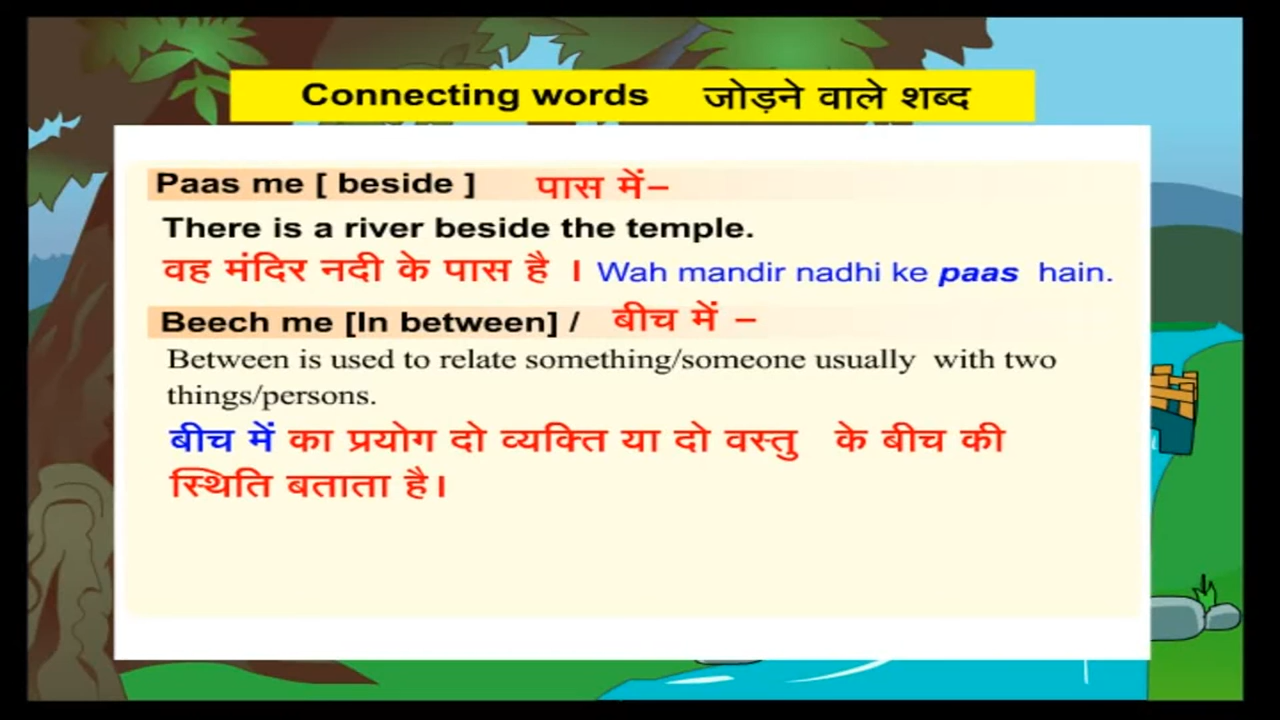 Connecting words जोड़ने वाले शब्द
Paas me [ beside ] पास में–
There is a river beside the temple.
वह मंदिर नदी के पास है । Wah mandir nadhi ke paas hain.
Beech me [In between] / बीच में –
Between is used to relate something/someone usually with two
things/persons.
बीच में का प्रयोग दो व्यक्ति या दो वस्तु के बीच की
स्थिति बताता है।